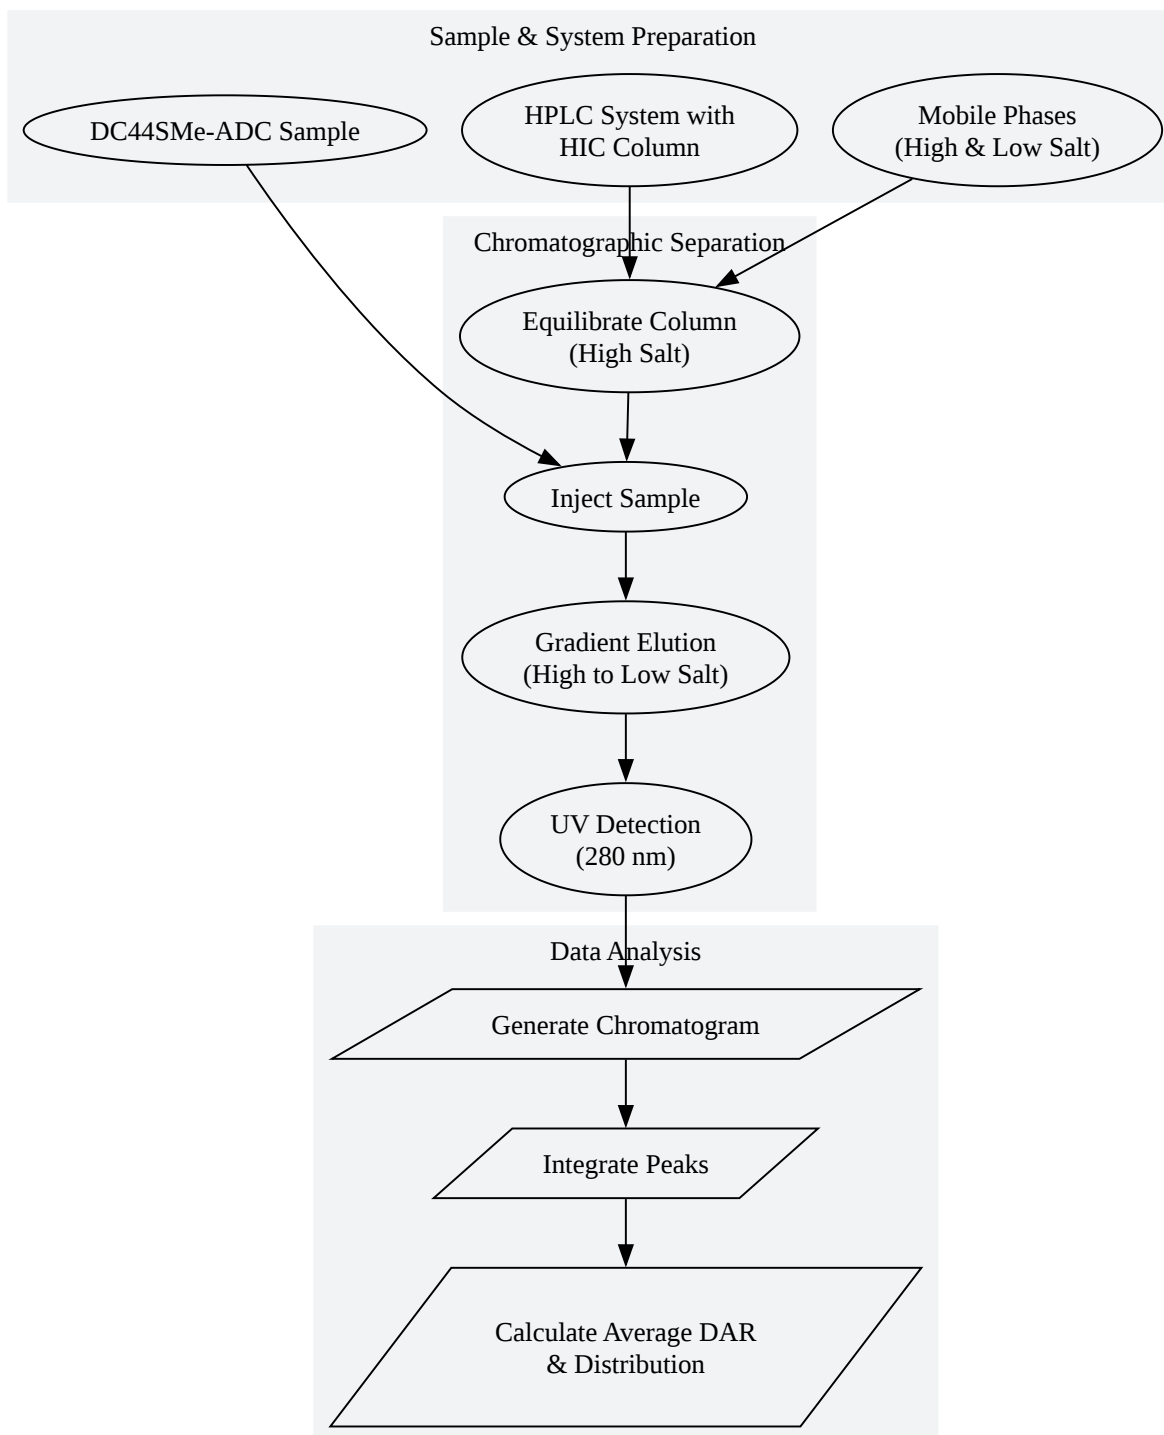 Sample & System Preparation
DC44SMe-ADC Sample
HPLC System with
HIC Column
Mobile Phases
(High & Low Salt)
Chromatographic Separation
Equilibrate Column
(High Salt)
Inject Sample
Gradient Elution
(High to Low Salt)
UV Detection
(280 nm)
Data Analysis
Generate Chromatogram
Integrate Peaks
Calculate Average DAR
& Distribution